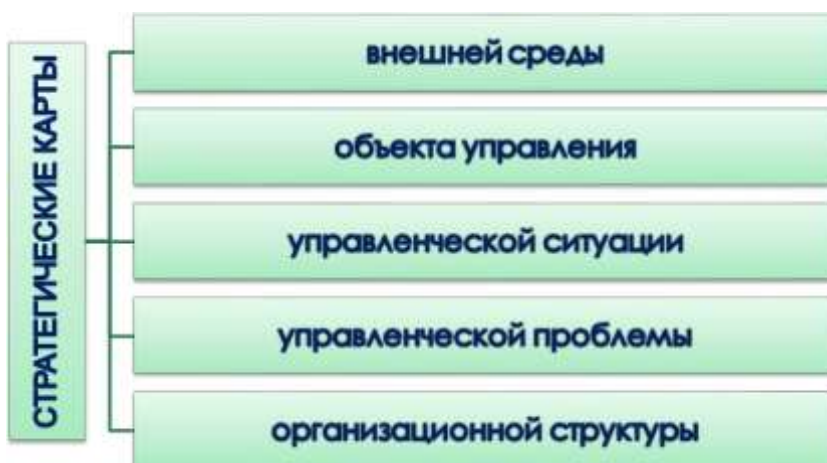 СТРАТЕГИЧЕСКИЕ КАРТЫ
внешней среды
объекта управления
управленческой ситуации
управленческой проблемы
организационной структуры